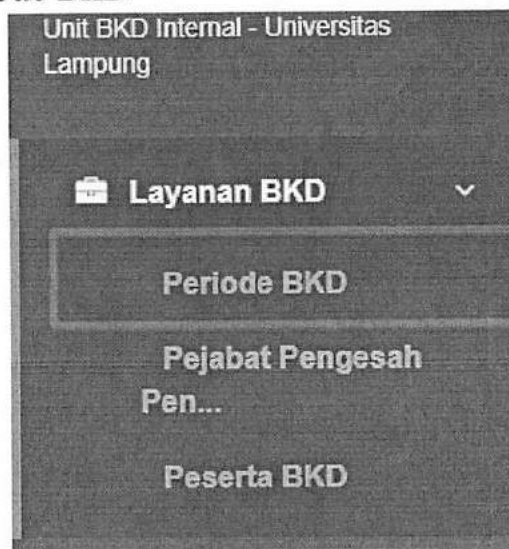 Unit BKD Internal - Universitas
Lampung
Layanan BKD
Periode BKD
Pejabat Pengesah
Pen...
Peserta BKD